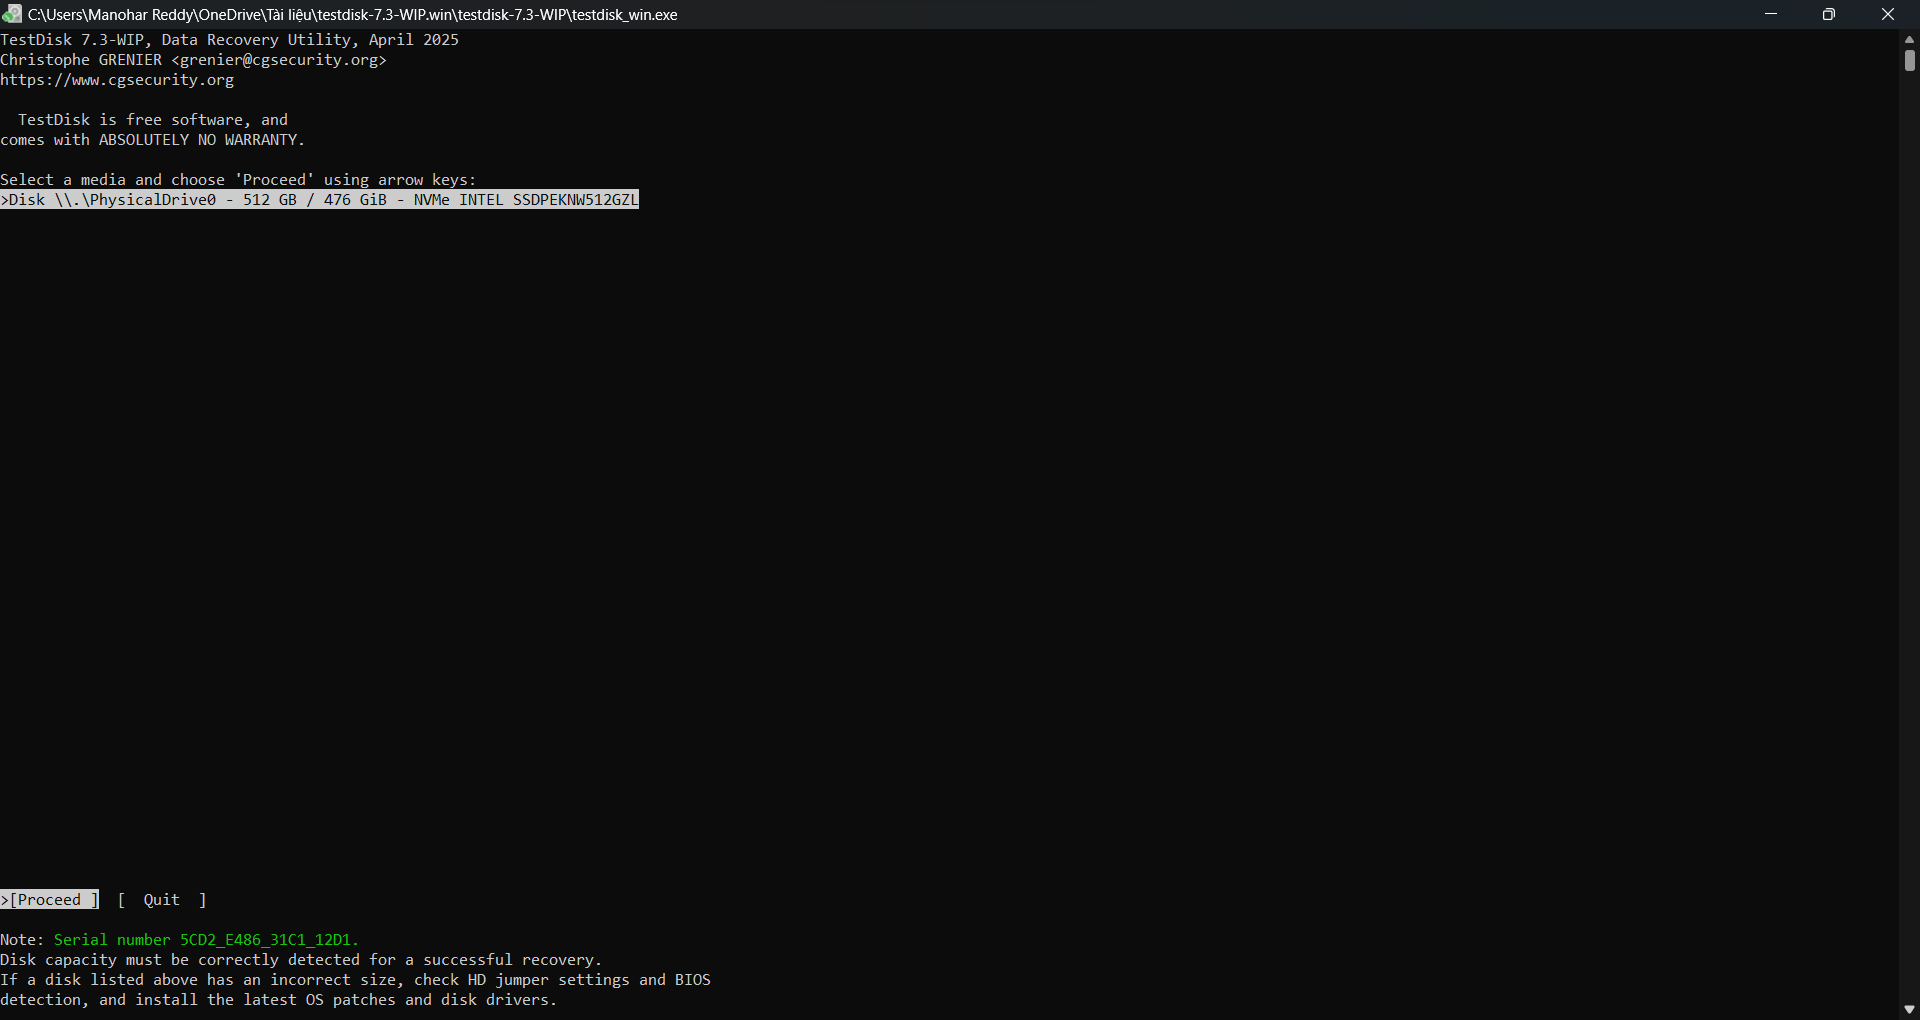 C:\Users\Manohar Reddy\OneDrive\Tài liệu\testdisk-7.3-WIP.win\testdisk-7.3-WIP\testdisk_win.exe
TestDisk 7.3-WIP, Data Recovery Utility, April 2025
Christophe GRENIER <grenier@cgsecurity.org>
https://www.cgsecurity.org
TestDisk is free software, and
comes with ABSOLUTELY NO WARRANTY.
Select a media and choose 'Proceed' using arrow keys:
>Disk \\.\PhysicalDrive0 - 512 GB / 476 GiB - NVMe INTEL SSDPEKNW512GZL
>[Proceed ]  [  Quit  ]
Note: Serial number 5CD2_E486_31C1_12D1.
Disk capacity must be correctly detected for a successful recovery.
If a disk listed above has an incorrect size, check HD jumper settings and BIOS
detection, and install the latest OS patches and disk drivers.